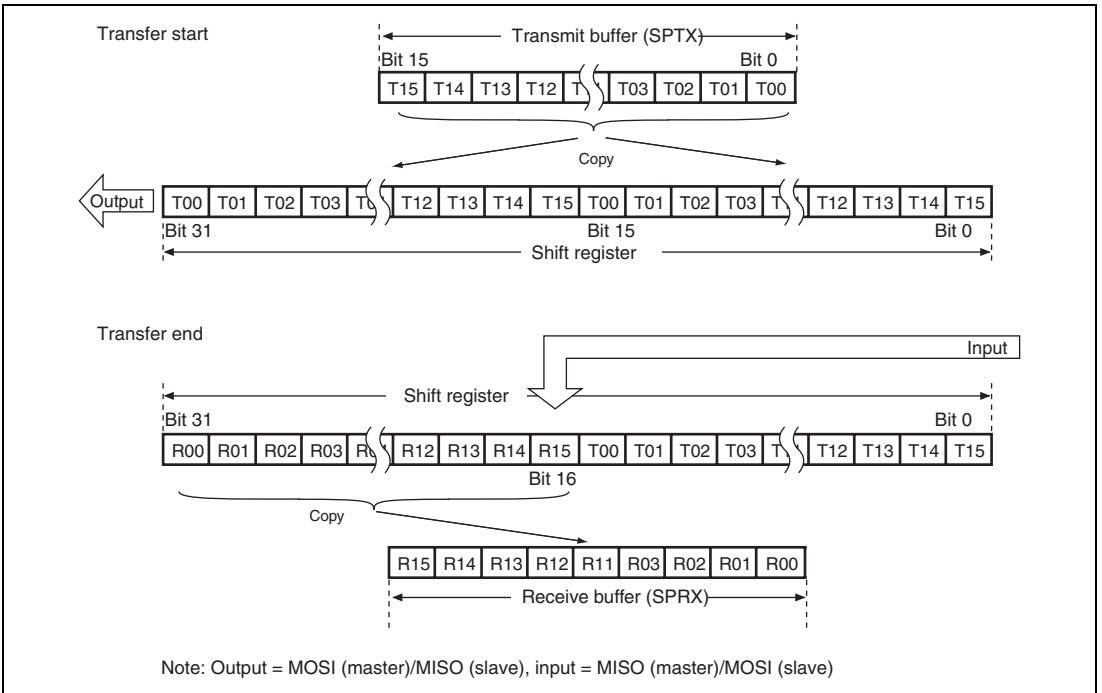 Transfer start
Transmit buffer (SPTX)
Bit 15 Bit 0
T15 T14 T13 T12 T03 T02 T01 T00
Copy
Output
T00 T01 T02 T03 T12 T13 T14 T15 T00 T01 T02 T03 T12 T13 T14 T15
Bit 31 Bit 15 Bit 0
Shift register
Transfer end
Input
Shift register
Bit 31 Bit 0
R00 R01 R02 R03 R12 R13 R14 R15 T00 T01 T02 T03 T12 T13 T14 T15
Bit 16
Copy
R15 R14 R13 R12 R11 R03 R02 R01 R00
Receive buffer (SPRX)
Note: Output = MOSI (master)/MISO (slave), input = MISO (master)/MOSI (slave)